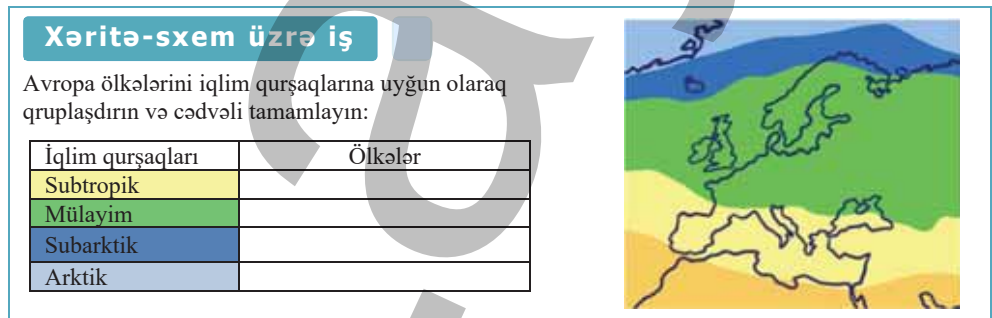 Xəritə-sxem üzrə iş
Avropa ölkələrini iqlim qurşaqlarına uyğun olaraq
qruplaşdırın və cədvəli tamamlayın:
İqlim qurşaqları Ölkələr
Subtropik
Mülayim
Subarktik
Arktik